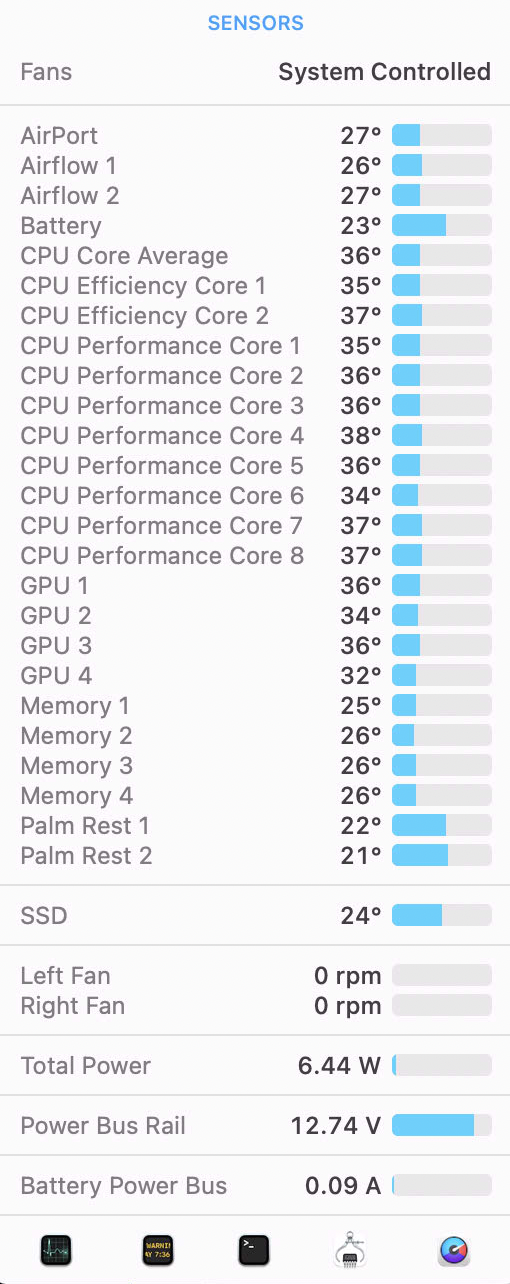 SENSORS
Fans System Controlled
AirPort 27°
Airflow 1 26°
Airflow 2 27°
Battery 23°
CPU Core Average 36°
CPU Efficiency Core 1 35°
CPU Efficiency Core 2 37°
CPU Performance Core 1 35°
CPU Performance Core 2 36°
CPU Performance Core 3 36°
CPU Performance Core 4 38°
CPU Performance Core 5 36°
CPU Performance Core 6 34°
CPU Performance Core 7 37°
CPU Performance Core 8 37°
GPU 1 36°
GPU 2 34°
GPU 3 36°
GPU 4 32°
Memory 1 25°
Memory 2 26°
Memory 3 26°
Memory 4 26°
Palm Rest 1 22°
Palm Rest 2 21°
SSD 24°
Left Fan 0 rpm
Right Fan 0 rpm
Total Power 6.44 W
Power Bus Rail 12.74 V
Battery Power Bus 0.09 A
WARNI
AY 7:36
>_